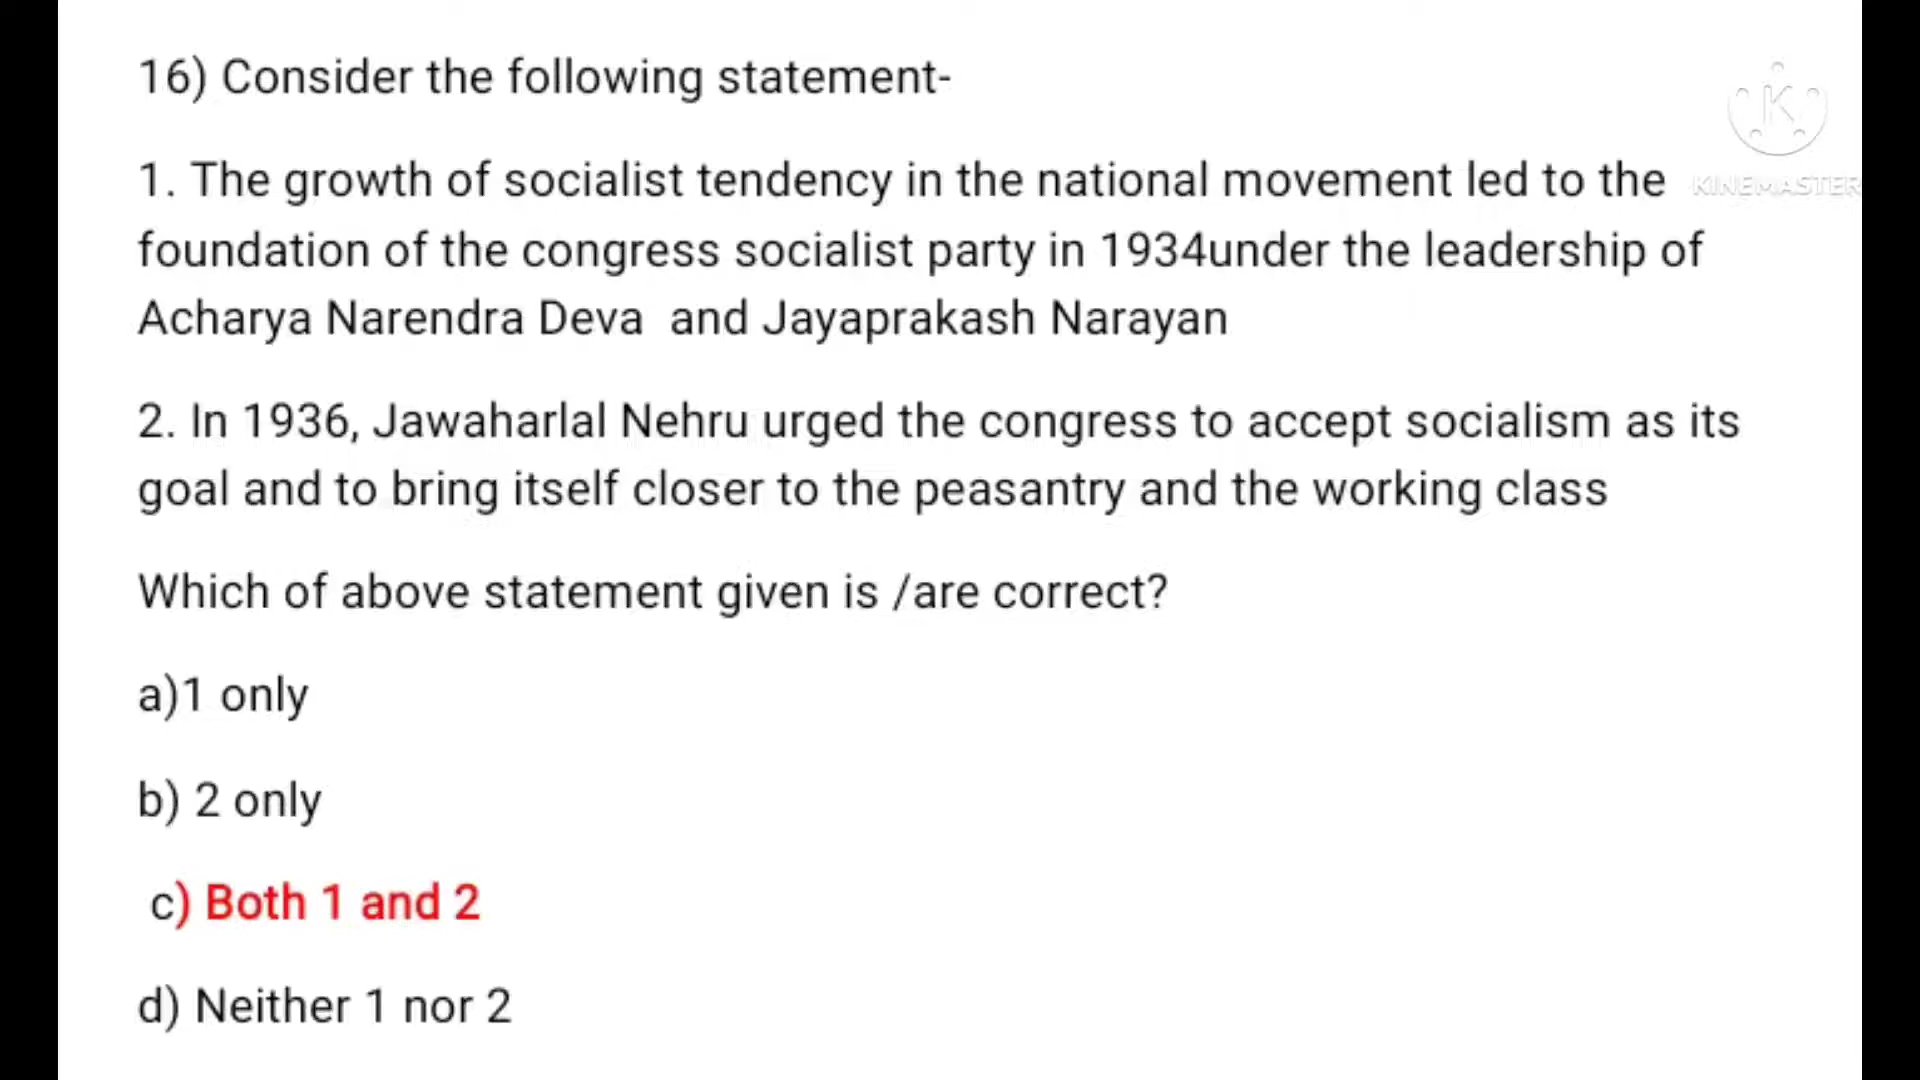 16) Consider the following statement-
1. The growth of socialist tendency in the national movement led to the
foundation of the congress socialist party in 1934under the leadership of
Acharya Narendra Deva  and Jayaprakash Narayan
2. In 1936, Jawaharlal Nehru urged the congress to accept socialism as its
goal and to bring itself closer to the peasantry and the working class
Which of above statement given is /are correct?
a)1 only
b) 2 only
c) Both 1 and 2
d) Neither 1 nor 2
K
KINEMASTER